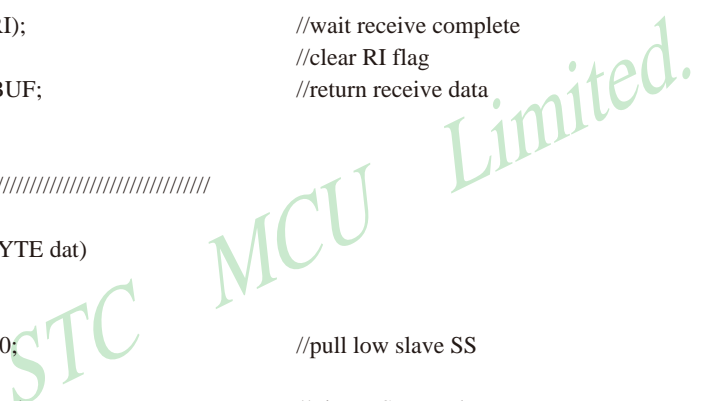 RI); //wait receive complete
//clear RI flag
BUF; //return receive data
///////////////////////////////
YTE dat)
0; //pull low slave SS
STC MCU Limited.